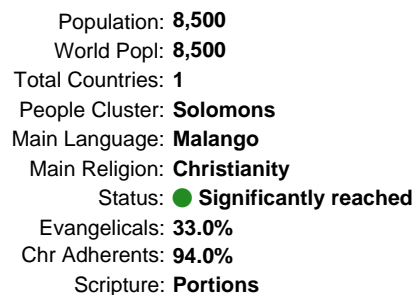 Population: 8,500
World Popl: 8,500
Total Countries: 1
People Cluster: Solomons
Main Language: Malango
Main Religion: Christianity
Status: Significantly reached
Evangelicals: 33.0%
Chr Adherents: 94.0%
Scripture: Portions